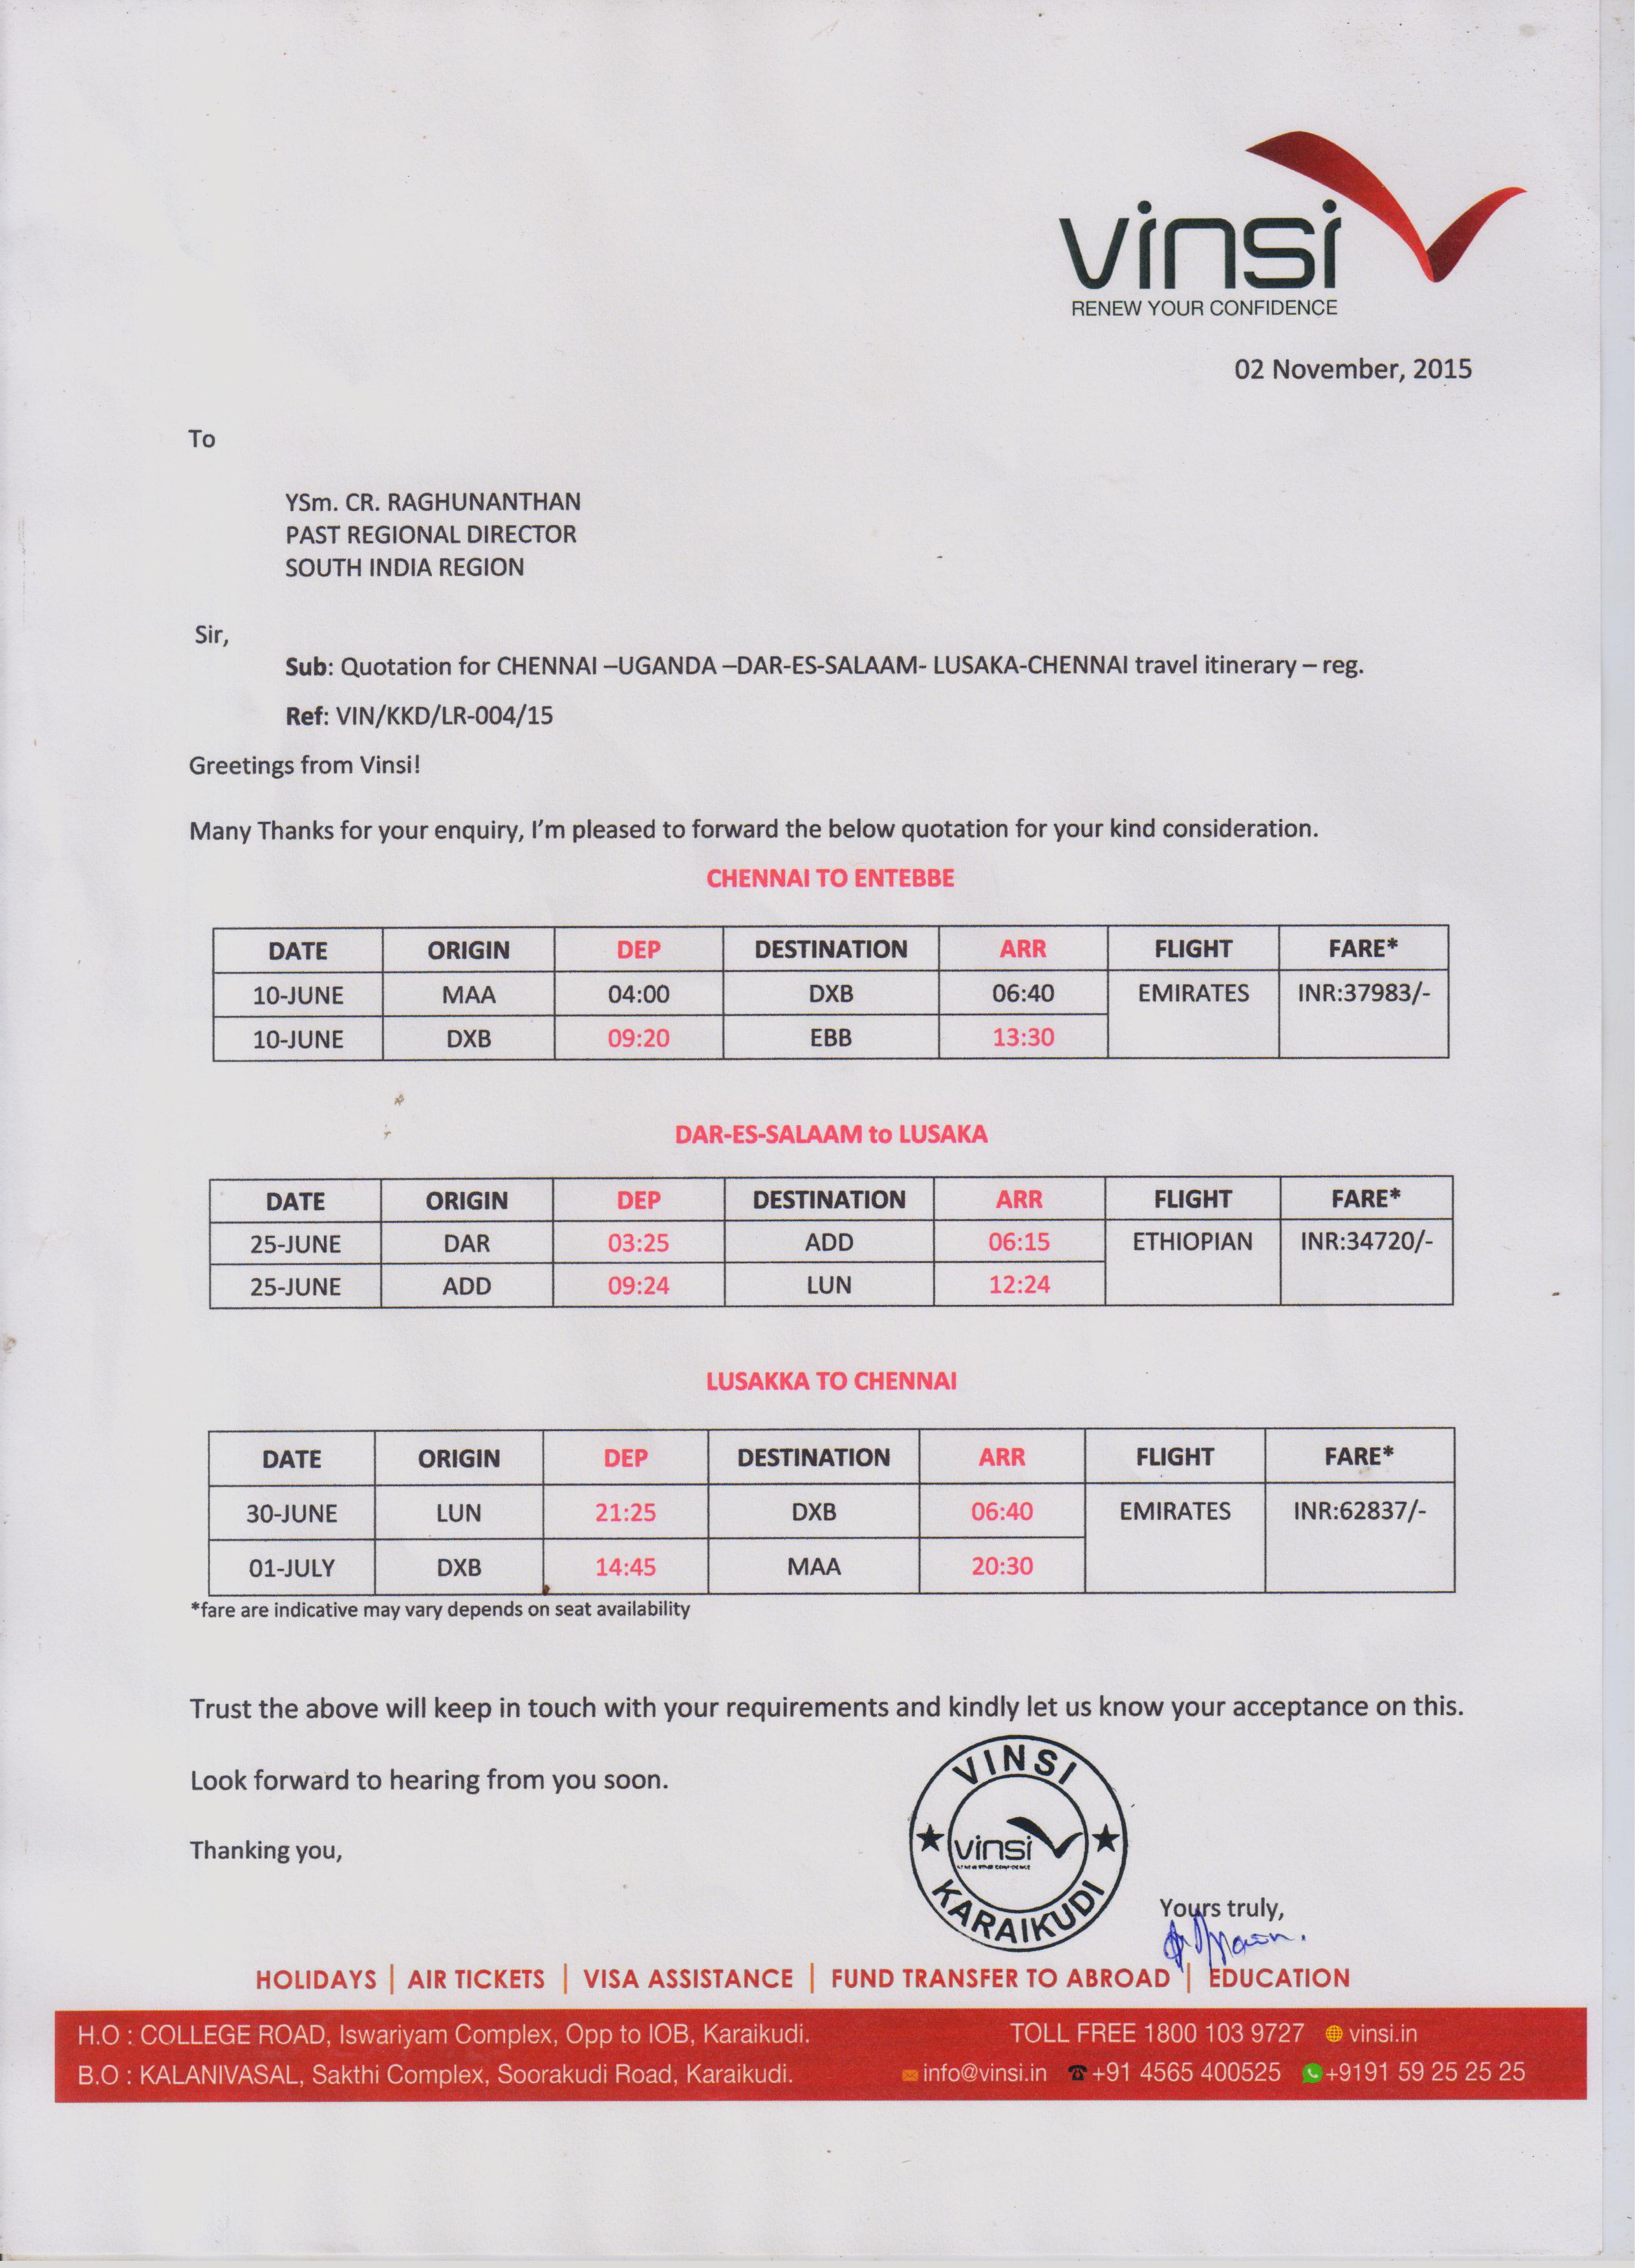 vinsi
RENEW YOUR CONFIDENCE
02 November, 2015
To
YSm. CR. RAGHUNANTHAN
PAST REGIONAL DIRECTOR
SOUTH INDIA REGION
Sir,
Sub: Quotation for CHENNAI –UGANDA –DAR-ES-SALAAM- LUSAKA-CHENNAI travel itinerary – reg.
Ref: VIN/KKD/LR-004/15
Greetings from Vinsi!
Many Thanks for your enquiry, I’m pleased to forward the below quotation for your kind consideration.
CHENNAI TO ENTEBBE
DATE ORIGIN DEP DESTINATION ARR FLIGHT FARE*
10-JUNE MAA 04:00 DXB 06:40 EMIRATES INR:37983/-
10-JUNE DXB 09:20 EBB 13:30
DAR-ES-SALAAM to LUSAKA
DATE ORIGIN DEP DESTINATION ARR FLIGHT FARE*
25-JUNE DAR 03:25 ADD 06:15 ETHIOPIAN INR:34720/-
25-JUNE ADD 09:24 LUN 12:24
LUSAKKA TO CHENNAI
DATE ORIGIN DEP DESTINATION ARR FLIGHT FARE*
30-JUNE LUN 21:25 DXB 06:40 EMIRATES INR:62837/-
01-JULY DXB 14:45 MAA 20:30
*fare are indicative may vary depends on seat availability
Trust the above will keep in touch with your requirements and kindly let us know your acceptance on this.
Look forward to hearing from you soon.
Thanking you,
VINSI
vinsi
KARAIKUDI
Yours truly,
HOLIDAYS | AIR TICKETS | VISA ASSISTANCE | FUND TRANSFER TO ABROAD | EDUCATION
H.O : COLLEGE ROAD, Iswariyam Complex, Opp to IOB, Karaikudi. TOLL FREE 1800 103 9727 vinsi.in
B.O : KALANIVASAL, Sakthi Complex, Soorakudi Road, Karaikudi. info@vinsi.in +91 4565 400525 +9191 59 25 25 25